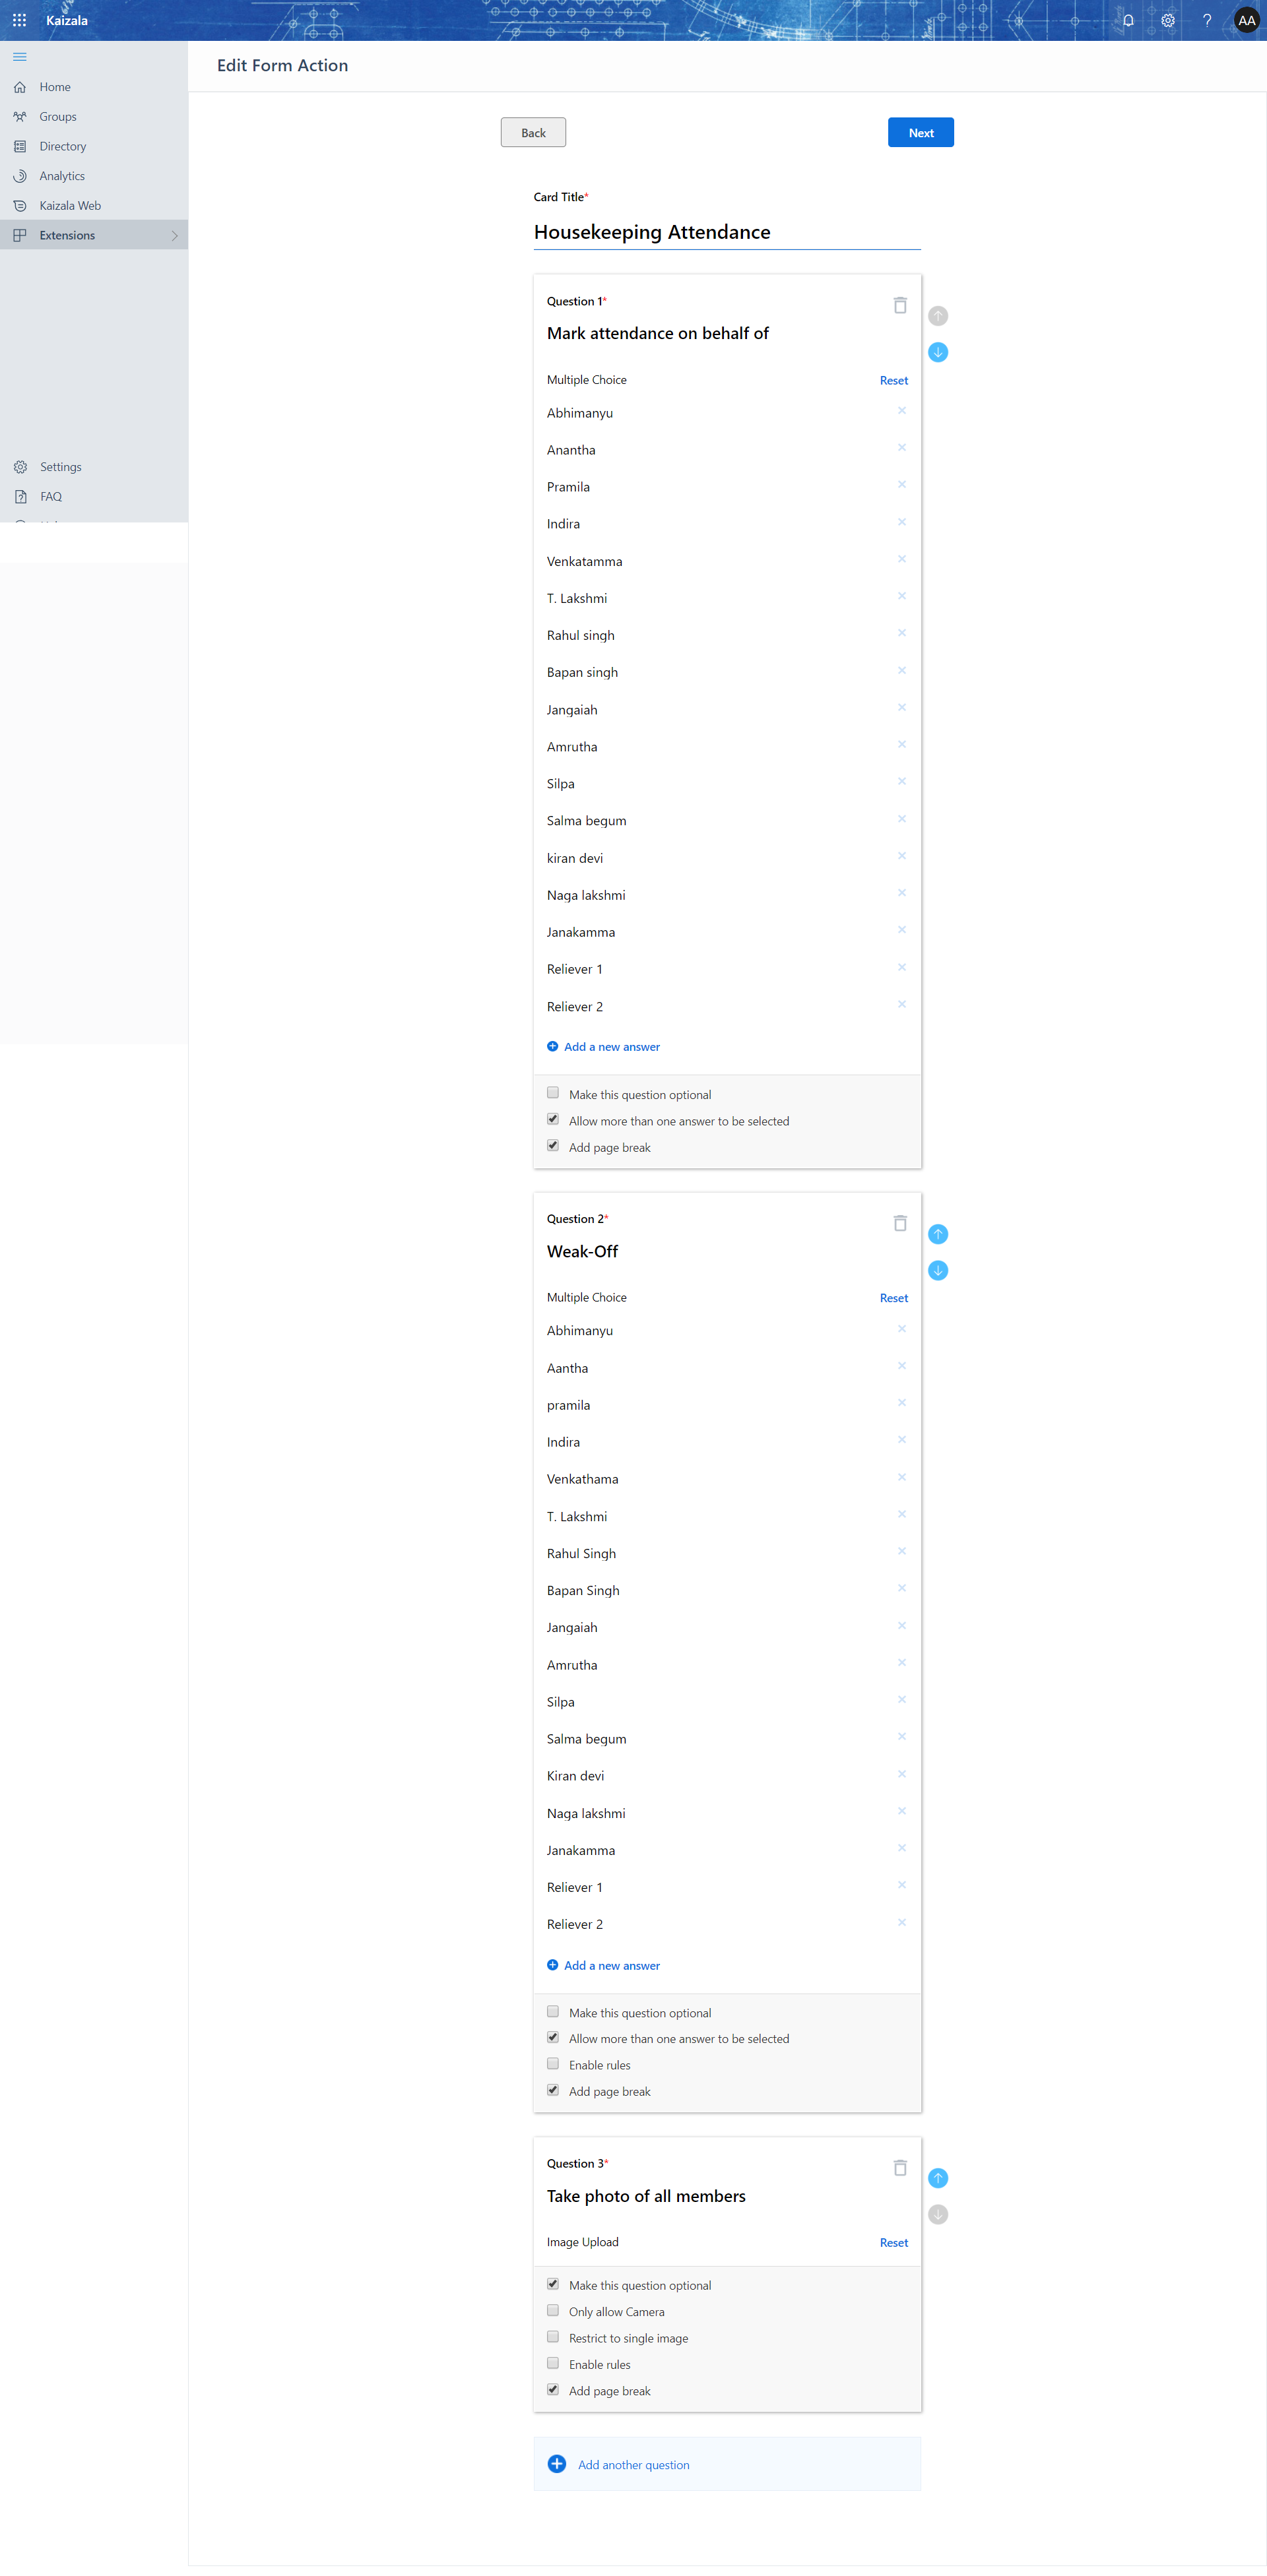 Kaizala
?
AA
Home
Groups
Directory
Analytics
Kaizala Web
Extensions
Settings
FAQ
Edit Form Action
Back
Next
Card Title*
Housekeeping Attendance
Question 1*
Mark attendance on behalf of
Multiple Choice
Reset
Abhimanyu
Anantha
Pramila
Indira
Venkatamma
T. Lakshmi
Rahul singh
Bapan singh
Jangaiah
Amrutha
Silpa
Salma begum
kiran devi
Naga lakshmi
Janakamma
Reliever 1
Reliever 2
Add a new answer
Make this question optional
Allow more than one answer to be selected
Add page break
Question 2*
Weak-Off
Multiple Choice
Reset
Abhimanyu
Aantha
pramila
Indira
Venkathama
T. Lakshmi
Rahul Singh
Bapan Singh
Jangaiah
Amrutha
Silpa
Salma begum
Kiran devi
Naga lakshmi
Janakamma
Reliever 1
Reliever 2
Add a new answer
Make this question optional
Allow more than one answer to be selected
Enable rules
Add page break
Question 3*
Take photo of all members
Image Upload
Reset
Make this question optional
Only allow Camera
Restrict to single image
Enable rules
Add page break
Add another question